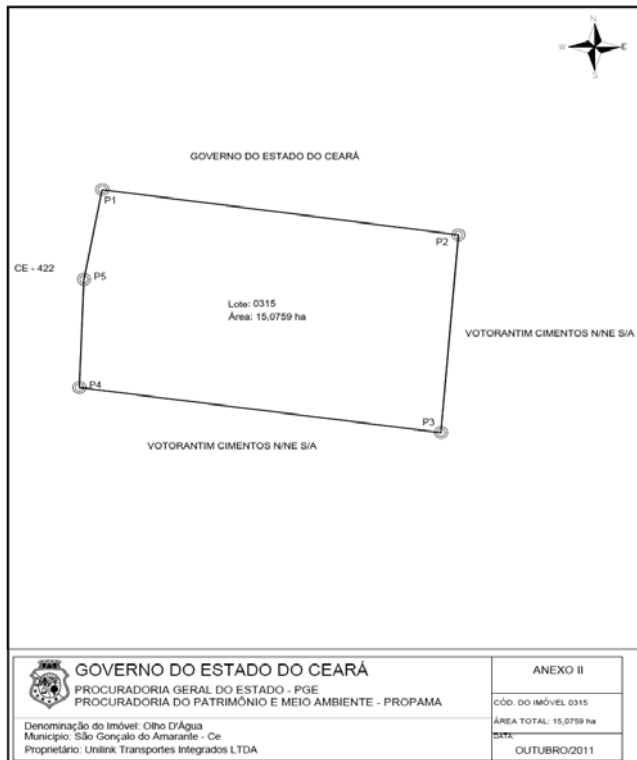 N
W E
S
GOVERNO DO ESTADO DO CEARÁ
P1
P2
CE - 422
P5
Lote: 0315
Área: 15,0759 ha
VOTORANTIM CIMENTOS N/NE S/A
P4
P3
VOTORANTIM CIMENTOS N/NE S/A
GOVERNO DO ESTADO DO CEARÁ
PROCURADORIA GERAL DO ESTADO - PGE
PROCURADORIA DO PATRIMÔNIO E MEIO AMBIENTE - PROPAMA
Denominação do Imóvel: Olho D'Água
Municipio: São Gonçalo do Amarante - Ce
Proprietário: Unilink Transportes Integrados LTDA
ANEXO II
CÓD. DO IMÓVEL 0315
ÁREA TOTAL: 15,0759 ha
DATA:
OUTUBRO/2011